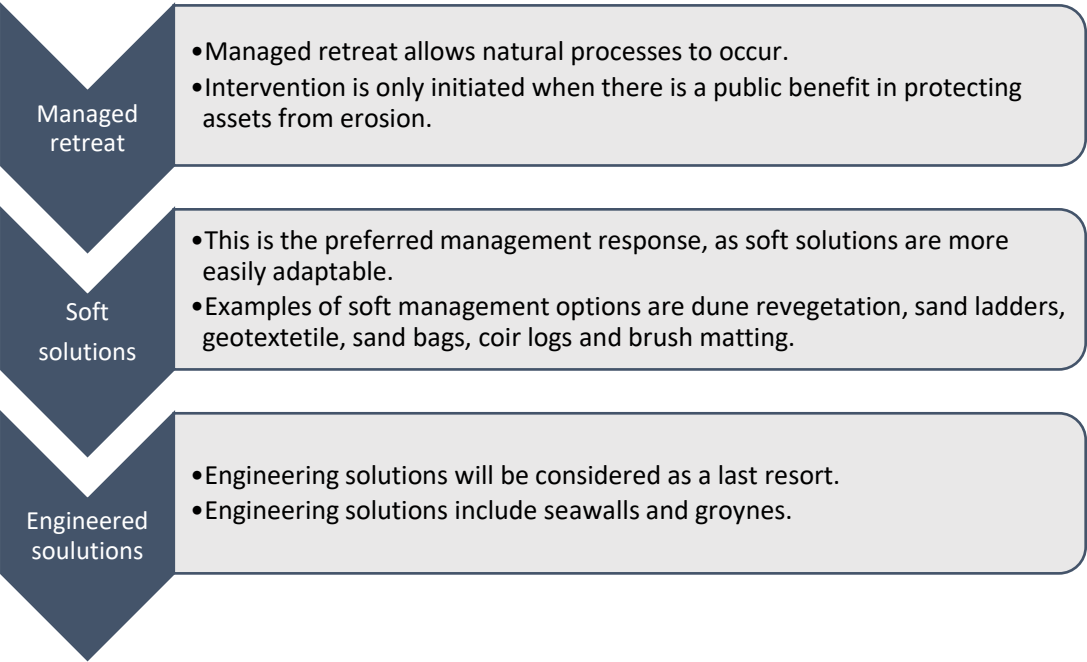 Managed
retreat
•Managed retreat allows natural processes to occur.
•Intervention is only initiated when there is a public benefit in protecting
assets from erosion.
Soft
solutions
•This is the preferred management response, as soft solutions are more
easily adaptable.
•Examples of soft management options are dune revegetation, sand ladders,
geotextetile, sand bags, coir logs and brush matting.
Engineered
soulutions
•Engineering solutions will be considered as a last resort.
•Engineering solutions include seawalls and groynes.